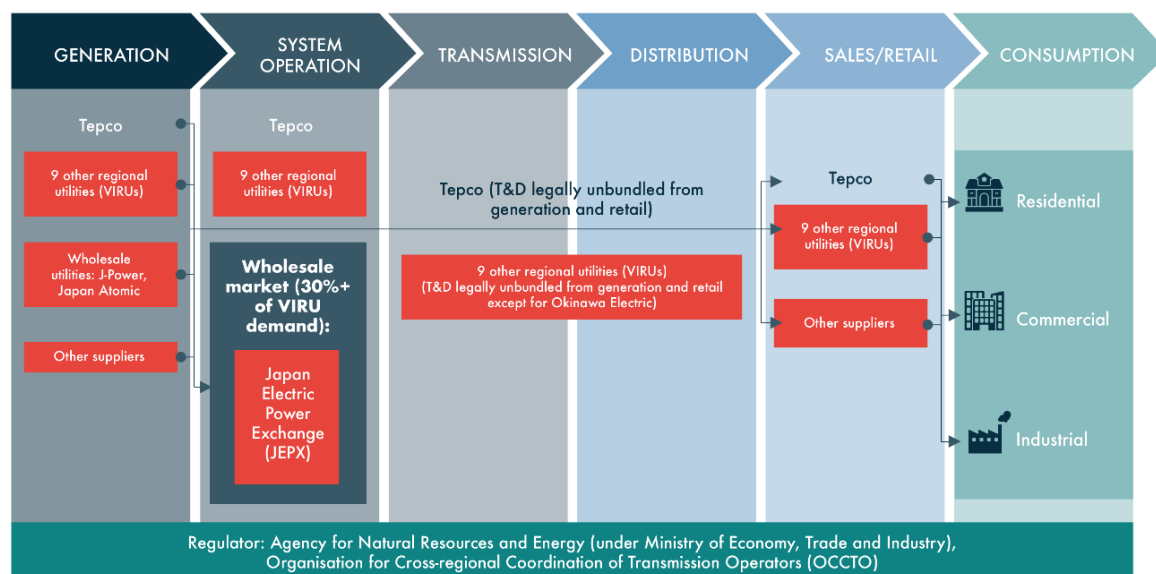 GENERATION
SYSTEM
OPERATION
TRANSMISSION
DISTRIBUTION
SALES/RETAIL
CONSUMPTION
Tepco
9 other regional
utilities (VIRUs)
Wholesale
utilities: J-Power,
Japan Atomic
Other suppliers
Tepco
9 other regional
utilities (VIRUs)
Wholesale
market (30%+
of VIRU
demand):
Japan
Electric
Power
Exchange
(JEPX)
Tepco (T&D legally unbundled from
generation and retail)
9 other regional utilities (VIRUs)
(T&D legally unbundled from generation and retail
except for Okinawa Electric)
Tepco
9 other regional
utilities (VIRUs)
Other suppliers
Residential
Commercial
Industrial
Regulator: Agency for Natural Resources and Energy (under Ministry of Economy, Trade and Industry),
Organisation for Cross-regional Coordination of Transmission Operators (OCCTO)